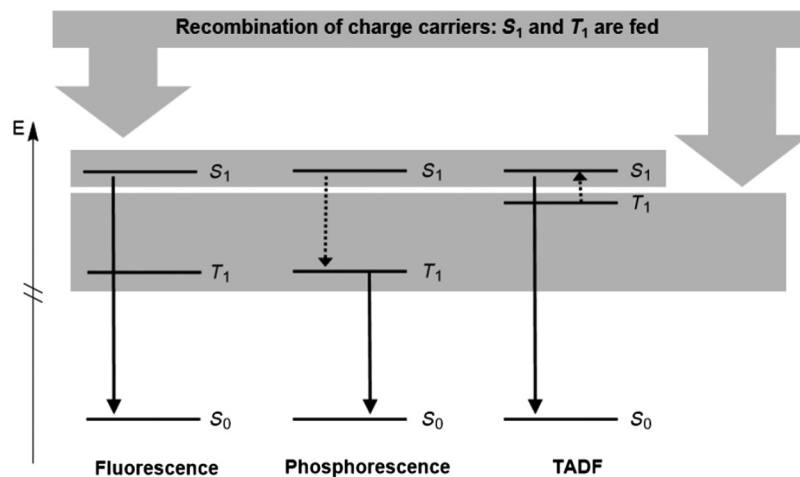 Recombination of charge carriers: S1 and T1 are fed
E
S1 S1 S1
T1
T1 T1
S0 S0 S0
Fluorescence Phosphorescence TADF